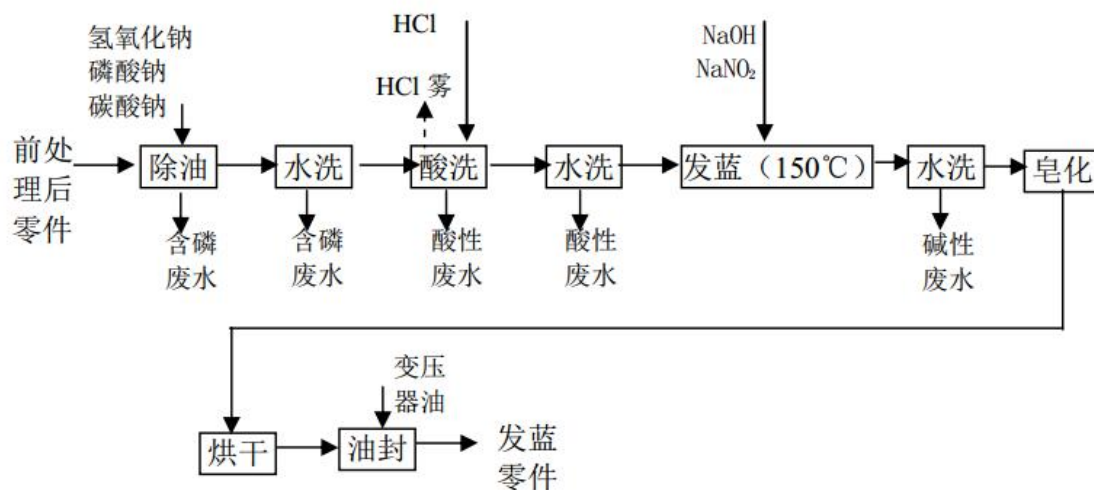 氢氧化钠
磷酸钠
碳酸钠
HCl
HCl 雾
NaOH
NaNO₂
前处
理后
零件
除油
水洗
酸洗
水洗
发蓝（150℃）
水洗
皂化
含磷
废水
含磷
废水
酸性
废水
酸性
废水
碱性
废水
变压
器油
烘干
油封
发蓝
零件